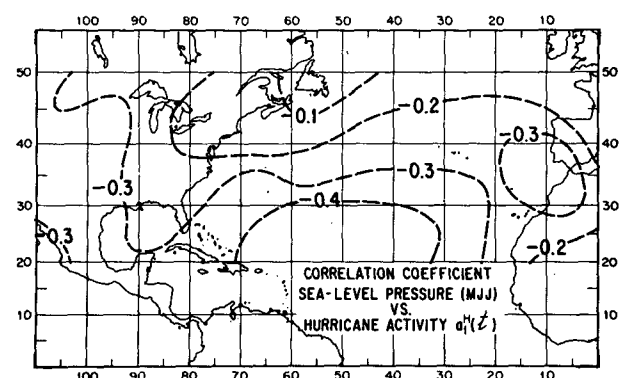 100 90 80 70 60 50 40 30 20 10
50 50
-0.1
-0.2
-0.3
40 40
-0.3
-0.3
30 -0.4 30
-0.3
-0.2
20 20
CORRELATION COEFFICIENT
SEA-LEVEL PRESSURE (MJJ)
VS.
HURRICANE ACTIVITY a₁ᴴ(t)
10 10
100 90 80 70 60 50 40 30 20 10